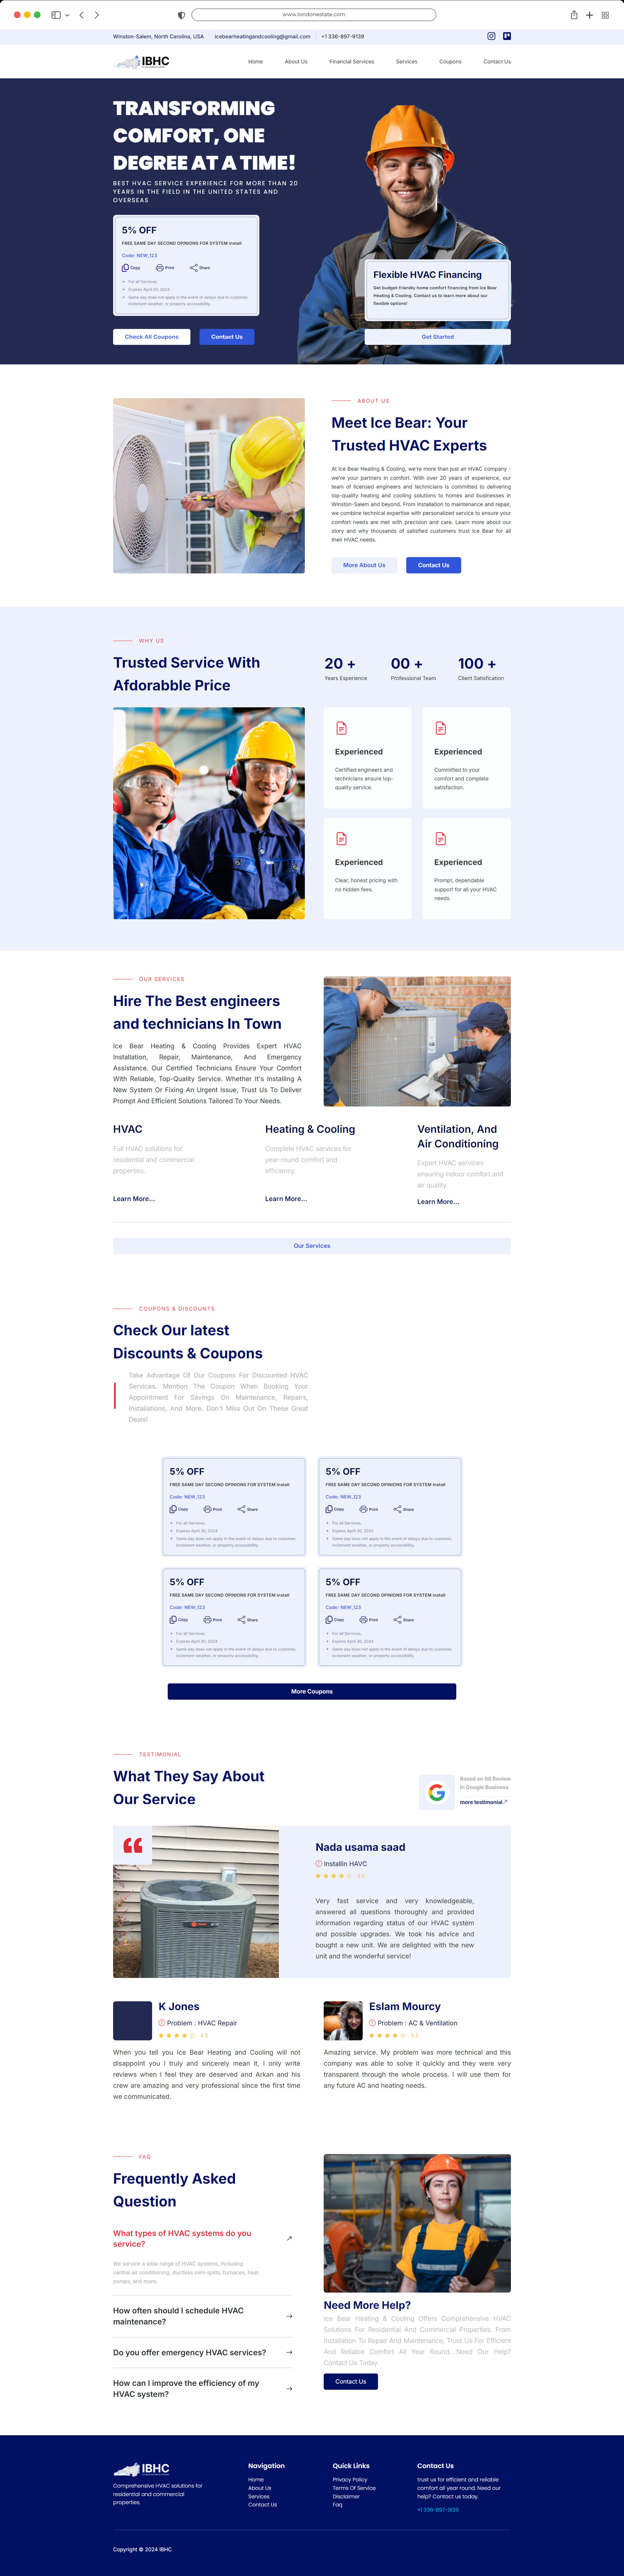 www.londonestate.com
Winston-Salem, North Carolina, USA
icebearheatingandcooling@gmail.com
+1 336-897-9139
IBHC
Home
About Us
Financial Services
Services
Coupons
Contact Us
TRANSFORMING
COMFORT, ONE
DEGREE AT A TIME!
BEST HVAC SERVICE EXPERIENCE FOR MORE THAN 20
YEARS IN THE FIELD IN THE UNITED STATES AND
OVERSEAS
5% OFF
FREE SAME DAY SECOND OPINIONS FOR SYSTEM Install
Code: NEW_123
Copy
Print
Share
For all Services.
Expires April 30, 2024
Same day does not apply in the event of delays due to customer,
inclement weather, or property accessibility.
Check All Coupons
Contact Us
Flexible HVAC Financing
Get budget-friendly home comfort financing from Ice Bear
Heating & Cooling. Contact us to learn more about our
flexible options!
Get Started
ABOUT US
Meet Ice Bear: Your
Trusted HVAC Experts
At Ice Bear Heating & Cooling, we're more than just an HVAC company -
we're your partners in comfort. With over 20 years of experience, our
team of licensed engineers and technicians is committed to delivering
top-quality heating and cooling solutions to homes and businesses in
Winston-Salem and beyond. From installation to maintenance and repair,
we combine technical expertise with personalized service to ensure your
comfort needs are met with precision and care. Learn more about our
story and why thousands of satisfied customers trust Ice Bear for all
their HVAC needs.
More About Us
Contact Us
WHY US
Trusted Service With
Afdorabble Price
20 +
Years Esperience
00 +
Professional Team
100 +
Client Satisfication
Experienced
Certified engineers and
technicians ensure top-
quality service.
Experienced
Committed to your
comfort and complete
satisfaction.
Experienced
Clear, honest pricing with
no hidden fees.
Experienced
Prompt, dependable
support for all your HVAC
needs.
OUR SERVICES
Hire The Best engineers
and technicians In Town
Ice Bear Heating & Cooling Provides Expert HVAC
Installation, Repair, Maintenance, And Emergency
Assistance. Our Certified Technicians Ensure Your Comfort
With Reliable, Top-Quality Service. Whether It's Installing A
New System Or Fixing An Urgent Issue, Trust Us To Deliver
Prompt And Efficient Solutions Tailored To Your Needs.
HVAC
Full HVAC solutions for
residential and commercial
properties.
Learn More...
Heating & Cooling
Complete HVAC services for
year-round comfort and
efficiency.
Learn More...
Ventilation, And
Air Conditioning
Expert HVAC services
ensuring indoor comfort and
air quality.
Learn More...
Our Services
COUPONS & DISCOUNTS
Check Our latest
Discounts & Coupons
Take Advantage Of Our Coupons For Discounted HVAC
Services. Mention The Coupon When Booking Your
Appointment For Savings On Maintenance, Repairs,
Installations, And More. Don't Miss Out On These Great
Deals!
5% OFF
FREE SAME DAY SECOND OPINIONS FOR SYSTEM Install
Code: NEW_123
Copy
Print
Share
For all Services.
Expires April 30, 2024
Same day does not apply in the event of delays due to customer,
inclement weather, or property accessibility.
5% OFF
FREE SAME DAY SECOND OPINIONS FOR SYSTEM Install
Code: NEW_123
Copy
Print
Share
For all Services.
Expires April 30, 2024
Same day does not apply in the event of delays due to customer,
inclement weather, or property accessibility.
5% OFF
FREE SAME DAY SECOND OPINIONS FOR SYSTEM Install
Code: NEW_123
Copy
Print
Share
For all Services.
Expires April 30, 2024
Same day does not apply in the event of delays due to customer,
inclement weather, or property accessibility.
5% OFF
FREE SAME DAY SECOND OPINIONS FOR SYSTEM Install
Code: NEW_123
Copy
Print
Share
For all Services.
Expires April 30, 2024
Same day does not apply in the event of delays due to customer,
inclement weather, or property accessibility.
More Coupons
TESTIMONIAL
What They Say About
Our Service
Based on 86 Review
in Google Business
more testimonial
Nada usama saad
Installin HAVC
4.5
Very fast service and very knowledgeable,
answered all questions thoroughly and provided
information regarding status of our HVAC system
and possible upgrades. We took his advice and
bought a new unit. We are delighted with the new
unit and the wonderful service!
K Jones
Problem : HVAC Repair
4.5
When you tell you Ice Bear Heating and Cooling will not
disappoint you I truly and sincerely mean it, I only write
reviews when I feel they are deserved and Arkan and his
crew are amazing and very professional since the first time
we communicated.
Eslam Mourcy
Problem : AC & Ventilation
4.8
Amazing service. My problem was more technical and this
company was able to solve it quickly and they were very
transparent through the whole process. I will use them for
any future AC and heating needs.
FAQ
Frequently Asked
Question
What types of HVAC systems do you
service?
We service a wide range of HVAC systems, including
central air conditioning, ductless mini-splits, furnaces, heat
pumps, and more.
How often should I schedule HVAC
maintenance?
Do you offer emergency HVAC services?
How can I improve the efficiency of my
HVAC system?
Need More Help?
Ice Bear Heating & Cooling Offers Comprehensive HVAC
Solutions For Residential And Commercial Properties. From
Installation To Repair And Maintenance, Trust Us For Efficient
And Reliable Comfort All Year Round. Need Our Help?
Contact Us Today.
Contact Us
IBHC
Comprehensive HVAC solutions for
residential and commercial
properties.
Navigation
Home
About Us
Services
Contact Us
Quick Links
Privacy Policy
Terms Of Service
Disclaimer
Faq
Contact Us
trust us for efficient and reliable
comfort all year round. Need our
help? Contact us today.
+1 336-897-9139
Copyright © 2024 IBHC